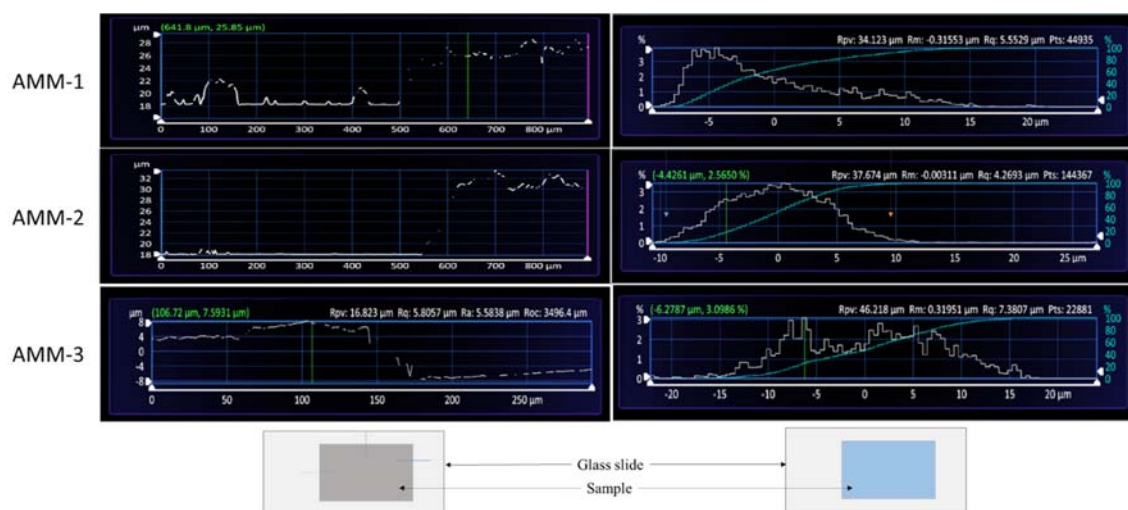 AMM-1
µm (641.8 µm, 25.85 µm)
28
26
24
22
20
18
0 100 200 300 400 500 600 700 800 µm
% Rpv: 34.123 µm Rm: -0.31553 µm Rq: 5.5529 µm Pts: 44935
3
2
1
0
100
80
60
40
20
0
-5 0 5 10 15 20 µm
AMM-2
µm
32
30
28
26
24
22
20
18
0 100 200 300 400 500 600 700 800 µm
% (-4.4261 µm, 2.5650 %) Rpv: 37.674 µm Rm: -0.00311 µm Rq: 4.2693 µm Pts: 144367
3
2
1
0
100
80
60
40
20
0
-10 -5 0 5 10 15 20 25 µm
AMM-3
µm (106.72 µm, 7.5931 µm) Rpv: 16.823 µm Rq: 5.8057 µm Ra: 5.5838 µm Roc: 3496.4 µm
8
4
0
-4
-8
0 50 100 150 200 250 µm
% (-6.2787 µm, 3.0986 %) Rpv: 46.218 µm Rm: 0.31951 µm Rq: 7.3807 µm Pts: 22881
3
2
1
0
100
80
60
40
20
0
-20 -15 -10 -5 0 5 10 15 20 µm
Glass slide
Sample